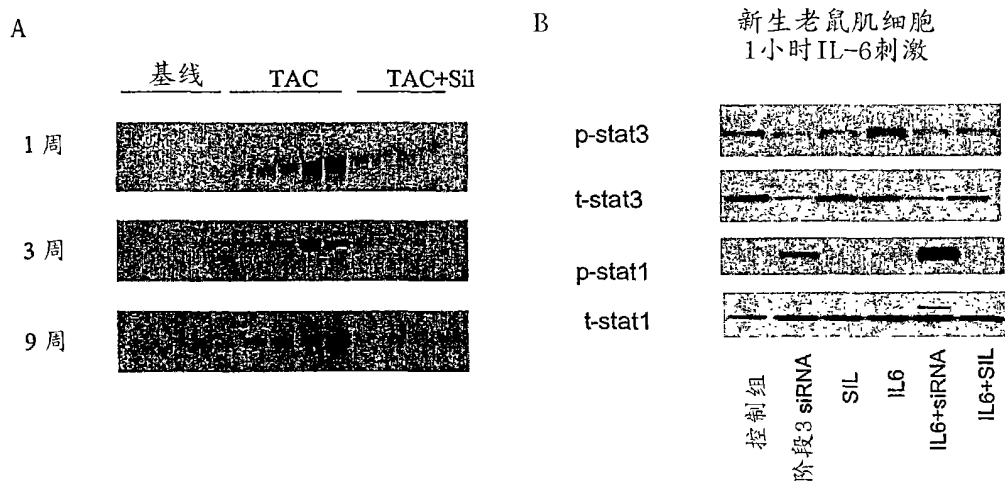 A
基线 TAC TAC+Sil
1周
3周
9周
B
新生老鼠肌细胞
1小时IL-6刺激
p-stat3
t-stat3
p-stat1
t-stat1
控制组
阶段3 siRNA
SIL
IL6
IL6+siRNA
IL6+SIL